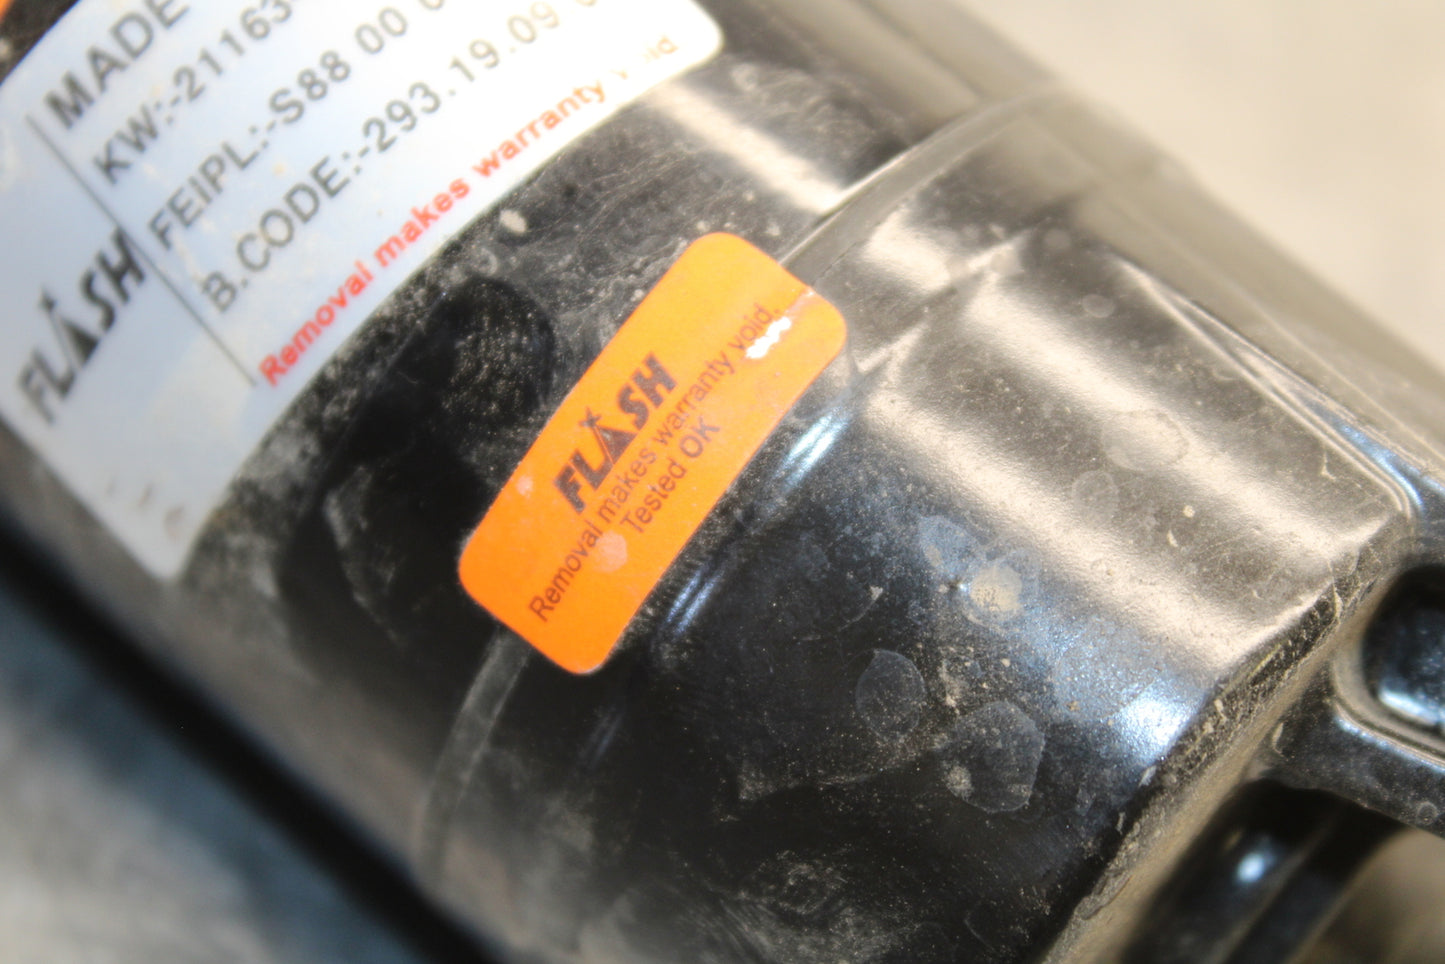 MADE
KW:-21163
FEIPL:-S88 00
B.CODE:-293.19.09
Removal makes warranty void
FLASH
FLASH
Removal makes warranty void.
Tested OK